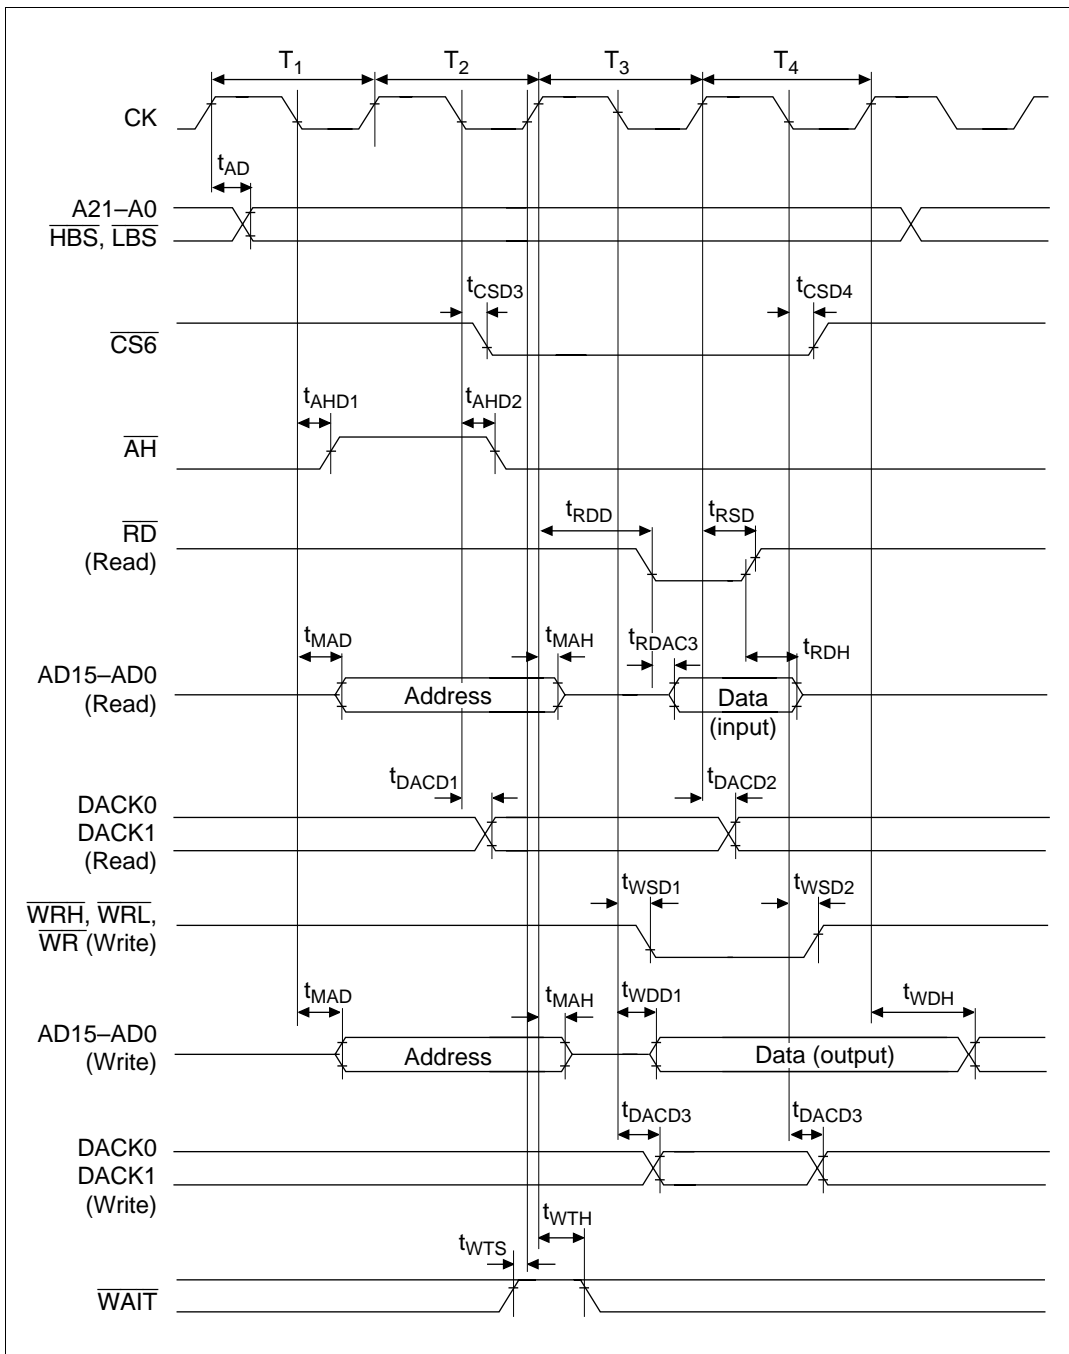 T1 T2 T3 T4
CK
tAD
A21–A0
HBS, LBS
tCSD3 tCSD4
CS6
tAHD1 tAHD2
AH
tRDD tRSD
RD
(Read)
tMAD tMAH tRDAC3 tRDH
AD15–AD0
(Read)
Address
Data
(input)
tDACD1 tDACD2
DACK0
DACK1
(Read)
tWSD1 tWSD2
WRH, WRL,
WR (Write)
tMAD tMAH tWDD1 tWDH
AD15–AD0
(Write)
Address
Data (output)
tDACD3 tDACD3
DACK0
DACK1
(Write)
tWTH
tWTS
WAIT